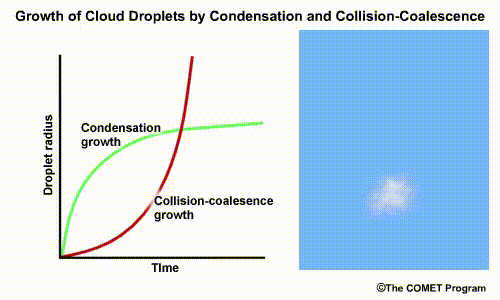 Growth of Cloud Droplets by Condensation and Collision-Coalescence
Droplet radius
Condensation
growth
Collision-coalesence
growth
TIme
©The COMET Program